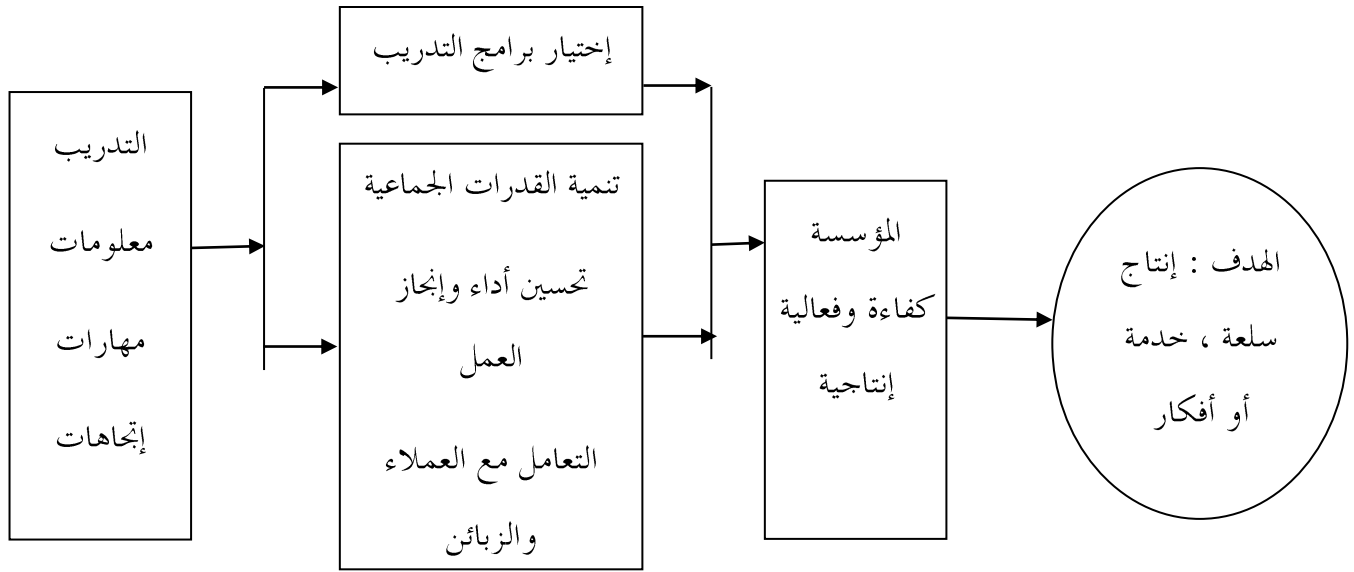 التدريب
معلومات
مهارات
إتجاهات
إختيار برامج التدريب
تنمية القدرات الجماعية
تحسين أداء وإنجاز
العمل
التعامل مع العملاء
والزبائن
المؤسسة
كفاءة وفعالية
إنتاجية
الهدف : إنتاج
سلعة ، خدمة
أو أفكار